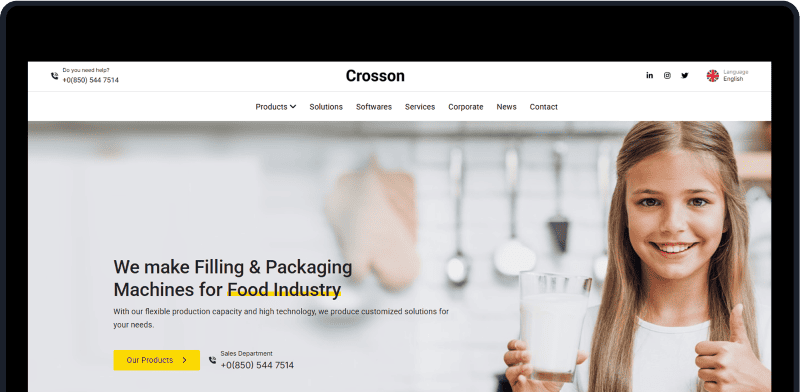 Do you need help?
+0(850) 544 7514
Crosson
Language
English
Products
Solutions
Softwares
Services
Corporate
News
Contact
We make Filling & Packaging
Machines for Food Industry
With our flexible production capacity and high technology, we produce customized solutions for
your needs.
Our Products
Sales Department
+0(850) 544 7514